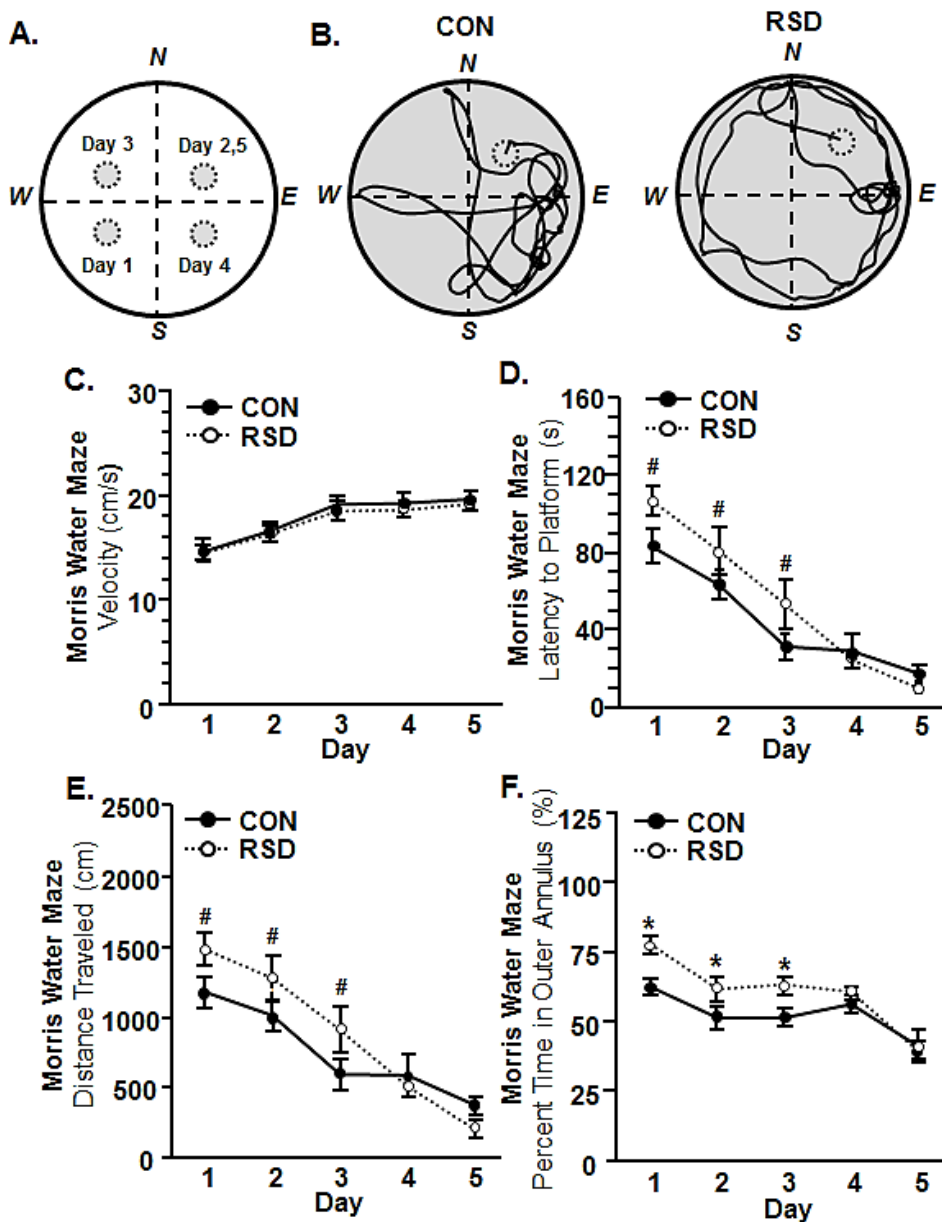 A.
N
Day 3
Day 2,5
W
E
Day 1
Day 4
S
B.
CON
N
W
E
S
RSD
N
W
E
S
C.
Morris Water Maze
Velocity (cm/s)
30
20
10
0
CON
RSD
1 2 3 4 5
Day
D.
Morris Water Maze
Latency to Platform (s)
160
120
80
40
0
CON
RSD
#
#
#
1 2 3 4 5
Day
E.
Morris Water Maze
Distance Traveled (cm)
2500
2000
1500
1000
500
0
CON
RSD
#
#
#
1 2 3 4 5
Day
F.
Morris Water Maze
Percent Time in Outer Annulus (%)
125
100
75
50
25
0
CON
RSD
*
*
*
1 2 3 4 5
Day